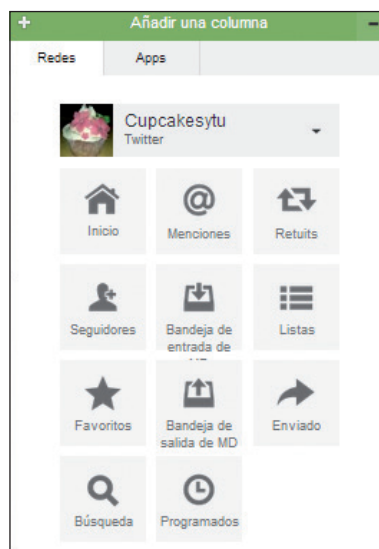 Añadir una columna
Redes Apps
Cupcakesytu
Twitter
Inicio Menciones Retuits
Seguidores Bandeja de Listas
entrada de
Favoritos Bandeja de Enviado
salida de MD
Búsqueda Programados